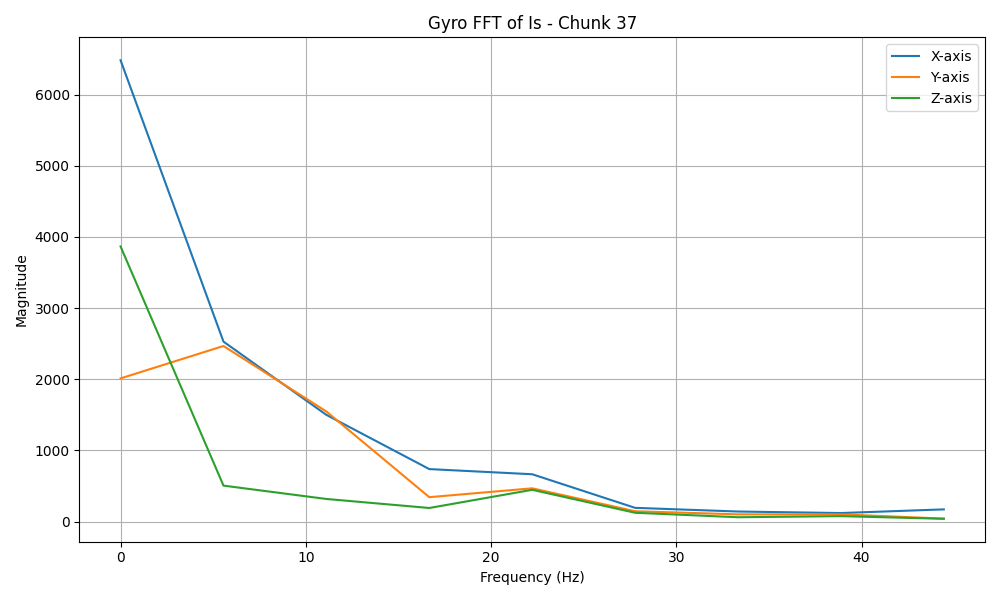 Gyro FFT of Is - Chunk 37
X-axis
Y-axis
Z-axis
Magnitude
6000
5000
4000
3000
2000
1000
0
0 10 20 30 40
Frequency (Hz)